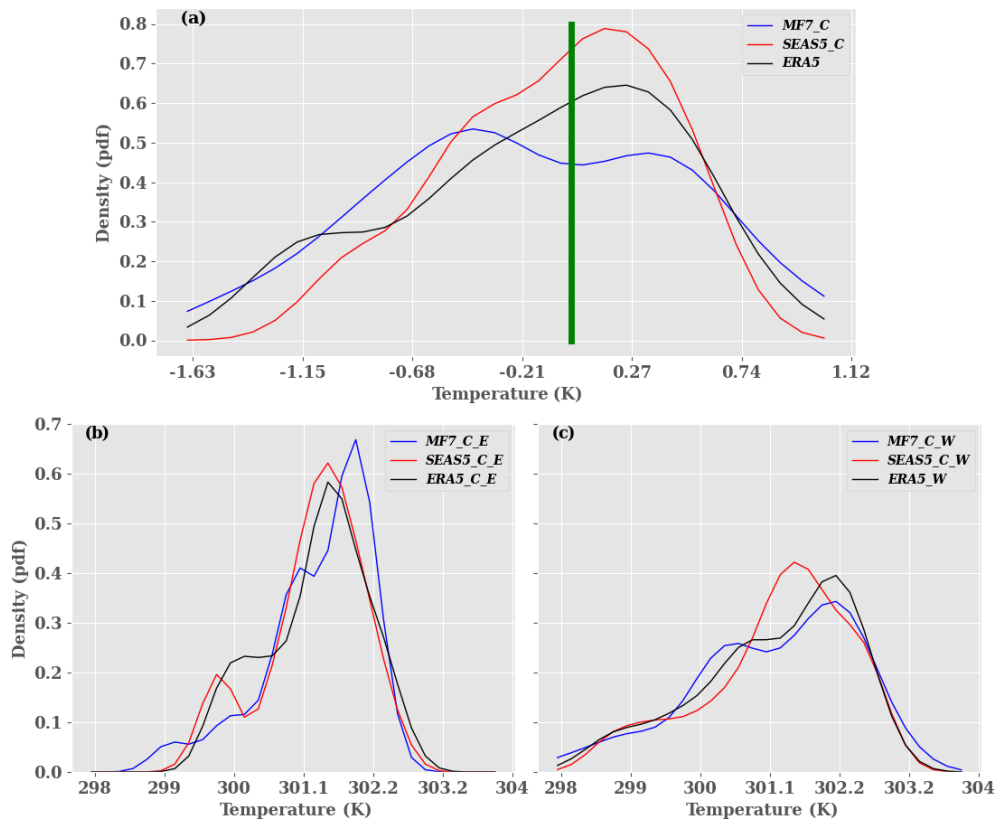 (a)
MF7_C
SEAS5_C
ERA5
Density (pdf)
0.8
0.7
0.6
0.5
0.4
0.3
0.2
0.1
0.0
-1.63 -1.15 -0.68 -0.21 0.27 0.74 1.12
Temperature (K)
(b)
MF7_C_E
SEAS5_C_E
ERA5_C_E
Density (pdf)
0.7
0.6
0.5
0.4
0.3
0.2
0.1
0.0
298 299 300 301.1 302.2 303.2 304
Temperature (K)
(c)
MF7_C_W
SEAS5_C_W
ERA5_W
298 299 300 301.1 302.2 303.2 304
Temperature (K)